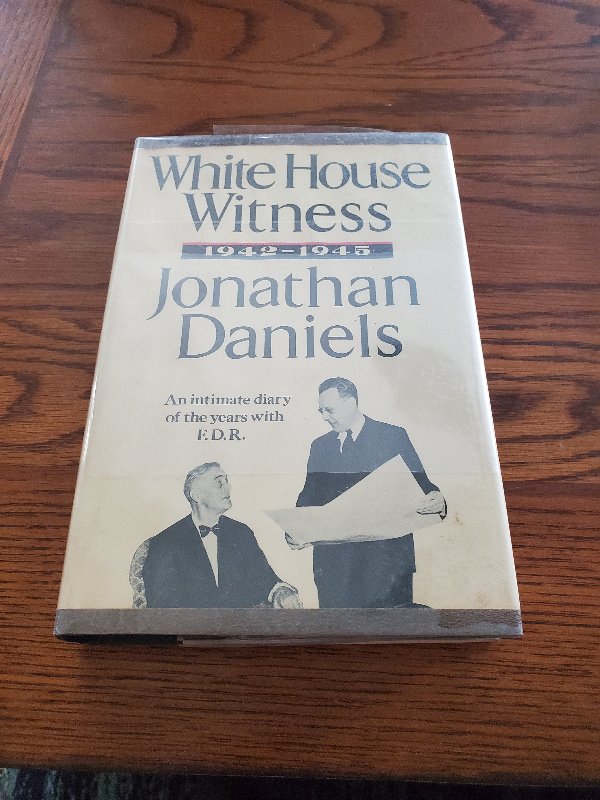 White House
Witness
1942-1945
Jonathan
Daniels
An intimate diary
of the years with
F.D.R.